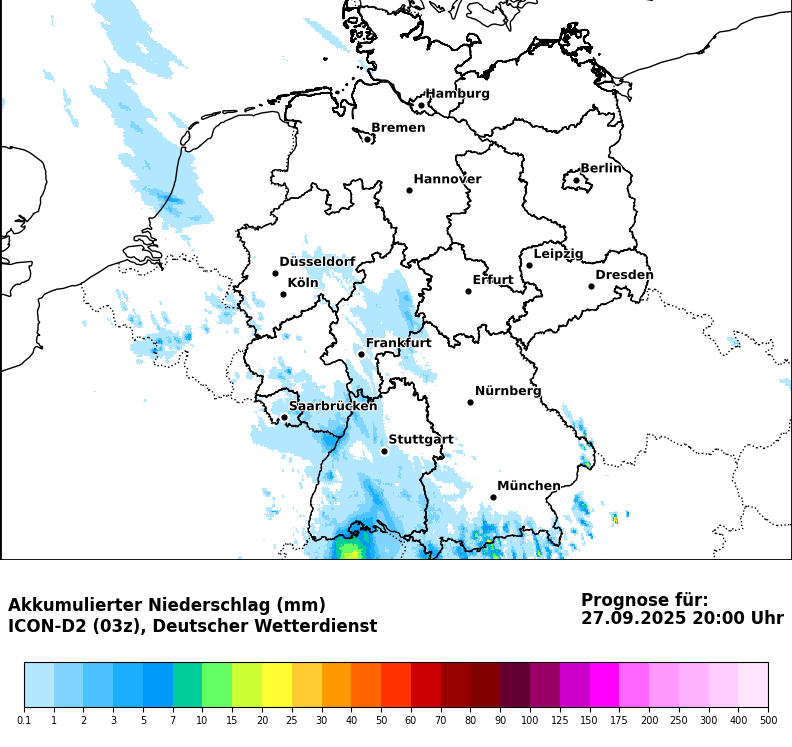 Hamburg
Bremen
Berlin
Hannover
Leipzig
Düsseldorf
Dresden
Köln
Erfurt
Frankfurt
Nürnberg
Saarbrücken
Stuttgart
München
Akkumulierter Niederschlag (mm)
ICON-D2 (03z), Deutscher Wetterdienst
Prognose für:
27.09.2025 20:00 Uhr
0.1 1 2 3 5 7 10 15 20 25 30 40 50 60 70 80 90 100 125 150 175 200 250 300 400 500